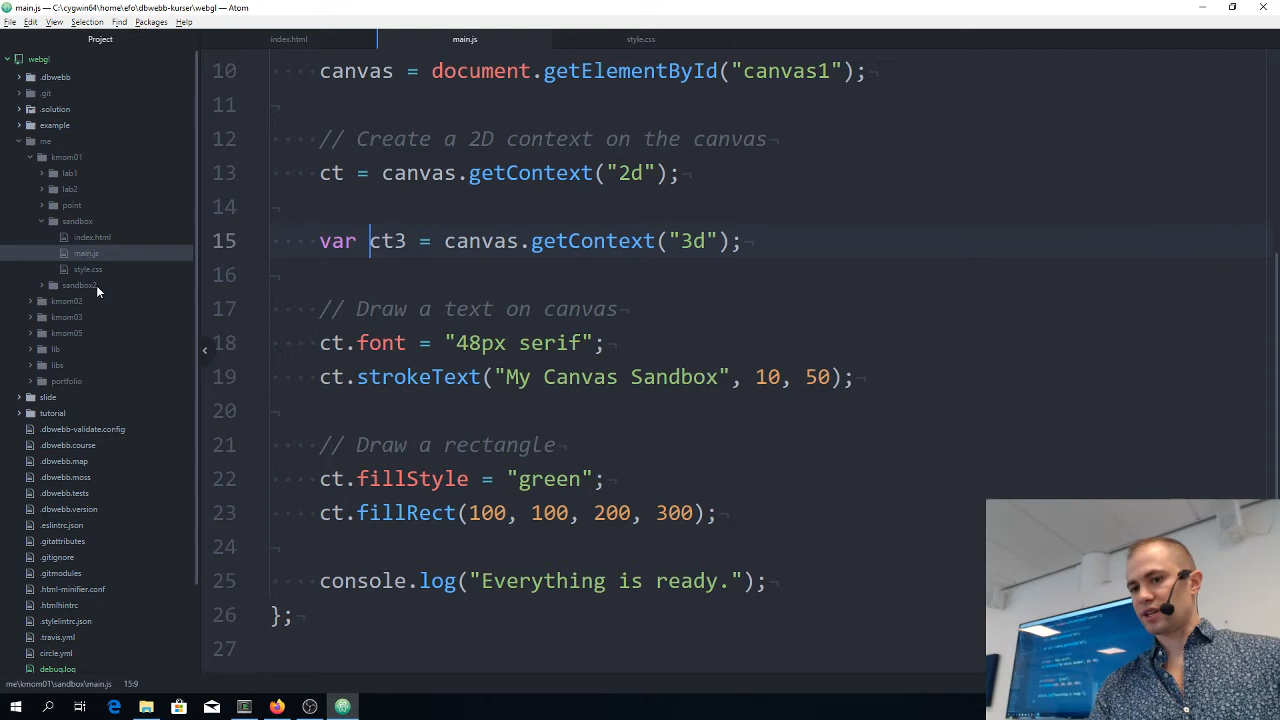 main.js — C:\cygwin64\home\efo\dbwebb-kurser\webgl — Atom
File Edit View Selection Find Packages Help
Project
index.html main.js style.css
webgl
.dbwebb
.git
.solution
example
me
kmom01
lab1
lab2
point
sandbox
index.html
main.js
style.css
sandbox2
kmom02
kmom03
kmom05
lib
libs
portfolio
slide
tutorial
.dbwebb-validate.config
.dbwebb.course
.dbwebb.map
.dbwebb.moss
.dbwebb.tests
.dbwebb.version
.eslintrc.json
.gitattributes
.gitignore
.gitmodules
.html-minifier.conf
.htmlhintrc
.stylelintrc.json
.travis.yml
circle.yml
debug.log
10 canvas = document.getElementById("canvas1");
11
12 // Create a 2D context on the canvas
13 ct = canvas.getContext("2d");
14
15 var ct3 = canvas.getContext("3d");
16
17 // Draw a text on canvas
18 ct.font = "48px serif";
19 ct.strokeText("My Canvas Sandbox", 10, 50);
20
21 // Draw a rectangle
22 ct.fillStyle = "green";
23 ct.fillRect(100, 100, 200, 300);
24
25 console.log("Everything is ready.");
26 };
27
me\kmom01\sandbox\main.js 15:9